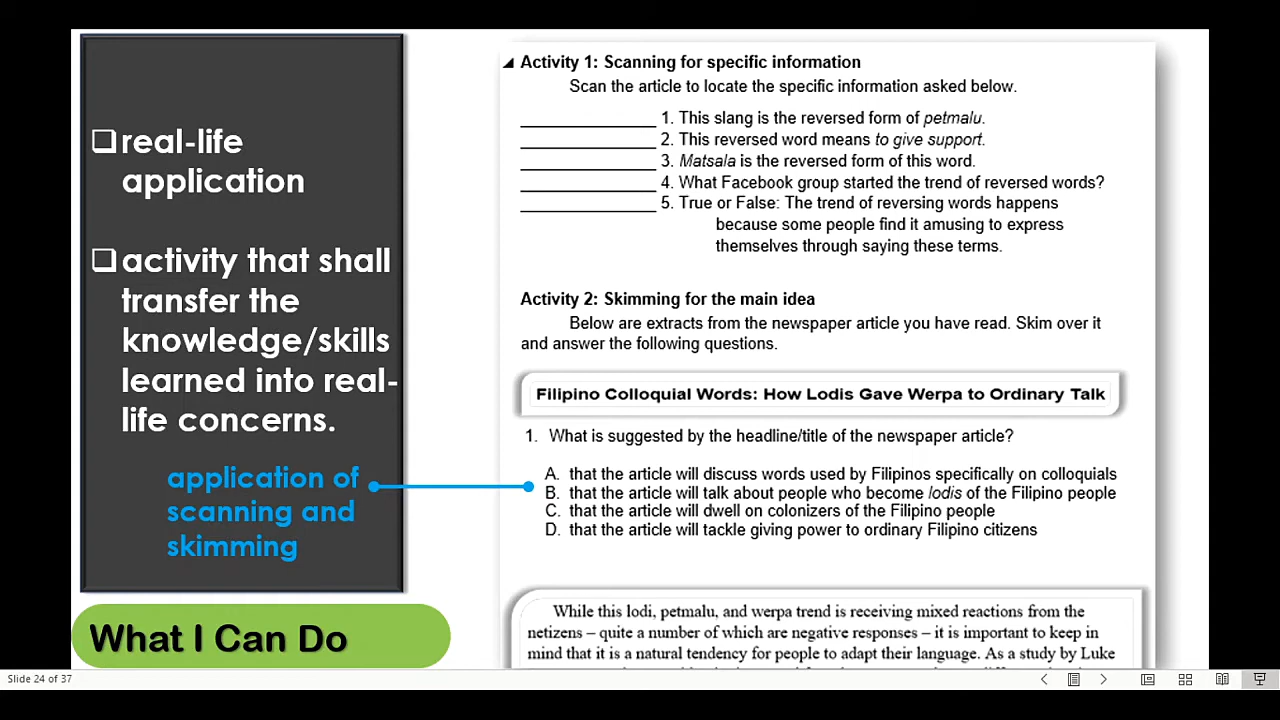 ❑real-life
application
❑activity that shall
transfer the
knowledge/skills
learned into real-
life concerns.
application of
scanning and
skimming
What I Can Do
Activity 1: Scanning for specific information
Scan the article to locate the specific information asked below.
________________ 1. This slang is the reversed form of petmalu.
________________ 2. This reversed word means to give support.
________________ 3. Matsala is the reversed form of this word.
________________ 4. What Facebook group started the trend of reversed words?
________________ 5. True or False: The trend of reversing words happens
because some people find it amusing to express
themselves through saying these terms.
Activity 2: Skimming for the main idea
Below are extracts from the newspaper article you have read. Skim over it
and answer the following questions.
Filipino Colloquial Words: How Lodis Gave Werpa to Ordinary Talk
1. What is suggested by the headline/title of the newspaper article?
A. that the article will discuss words used by Filipinos specifically on colloquials
B. that the article will talk about people who become lodis of the Filipino people
C. that the article will dwell on colonizers of the Filipino people
D. that the article will tackle giving power to ordinary Filipino citizens
While this lodi, petmalu, and werpa trend is receiving mixed reactions from the
netizens – quite a number of which are negative responses – it is important to keep in
mind that it is a natural tendency for people to adapt their language. As a study by Luke
Slide 24 of 37